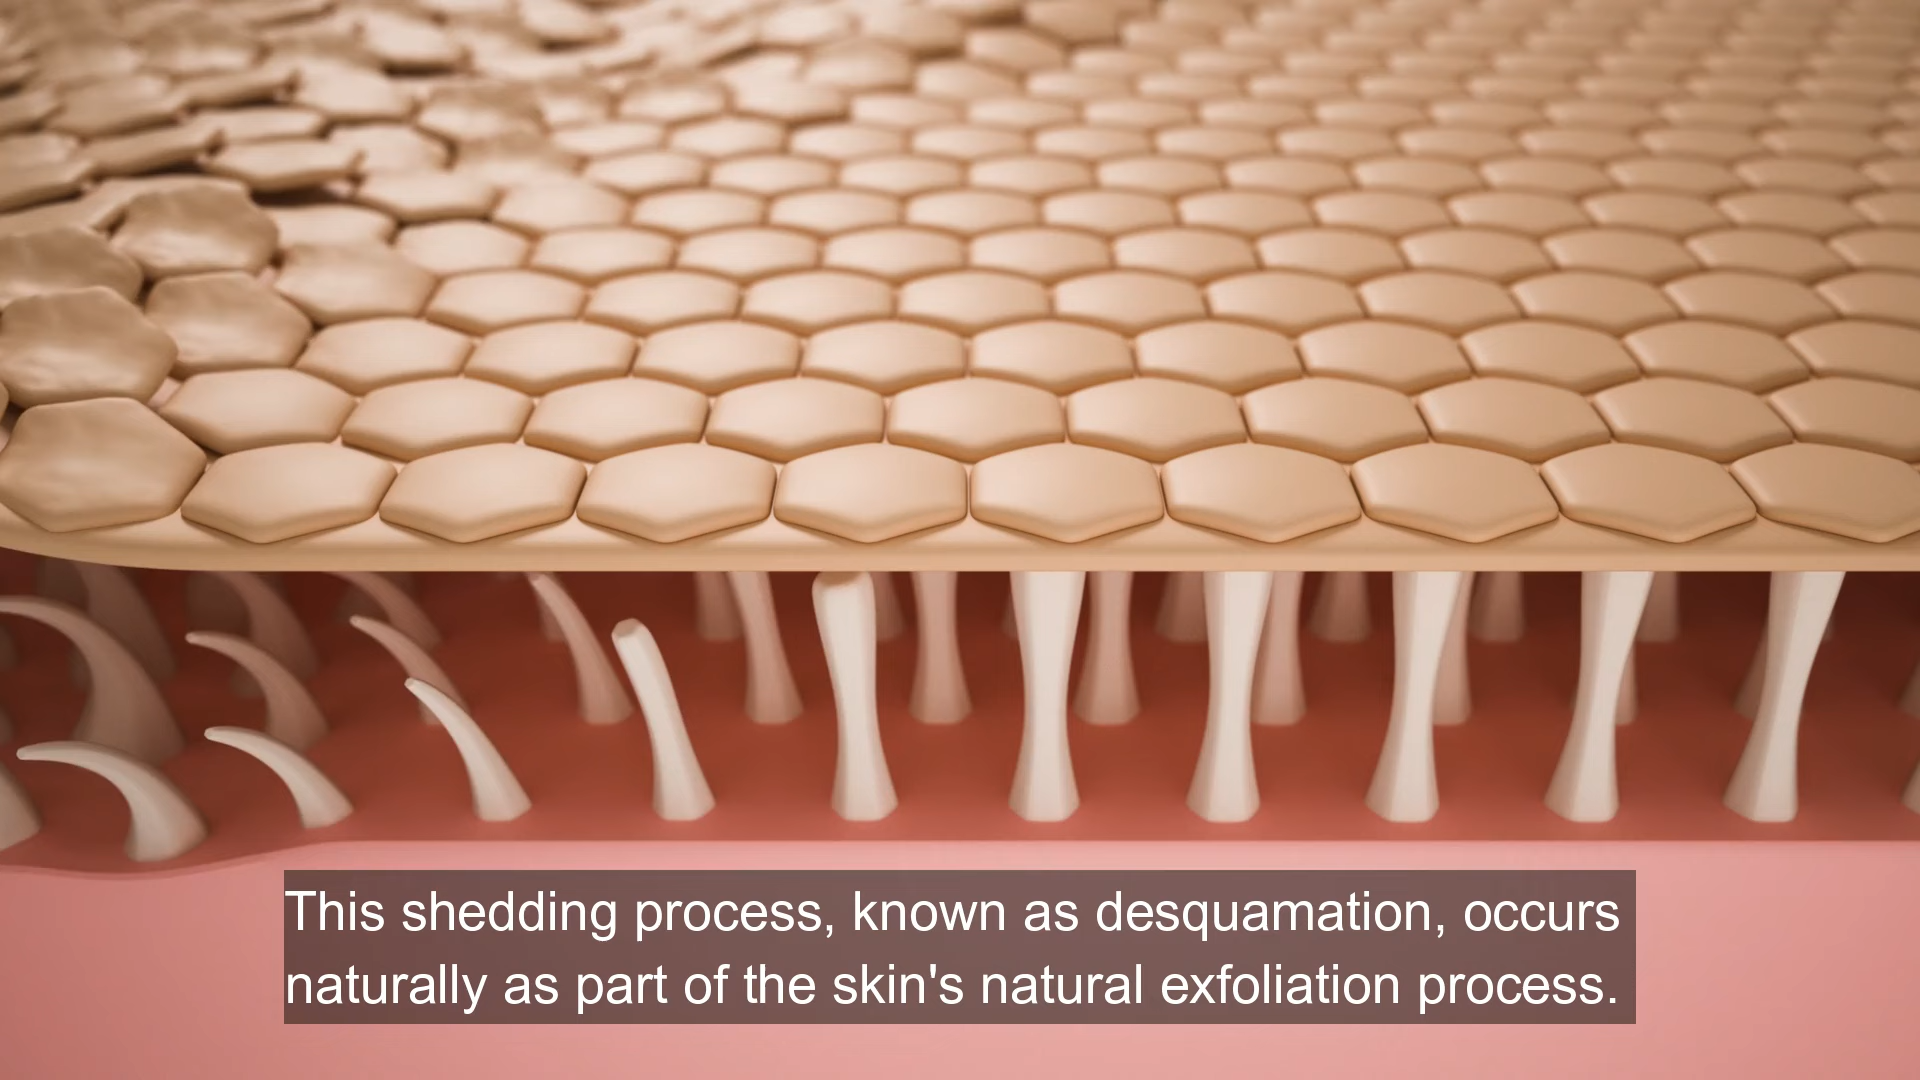 This shedding process, known as desquamation, occurs
naturally as part of the skin's natural exfoliation process.